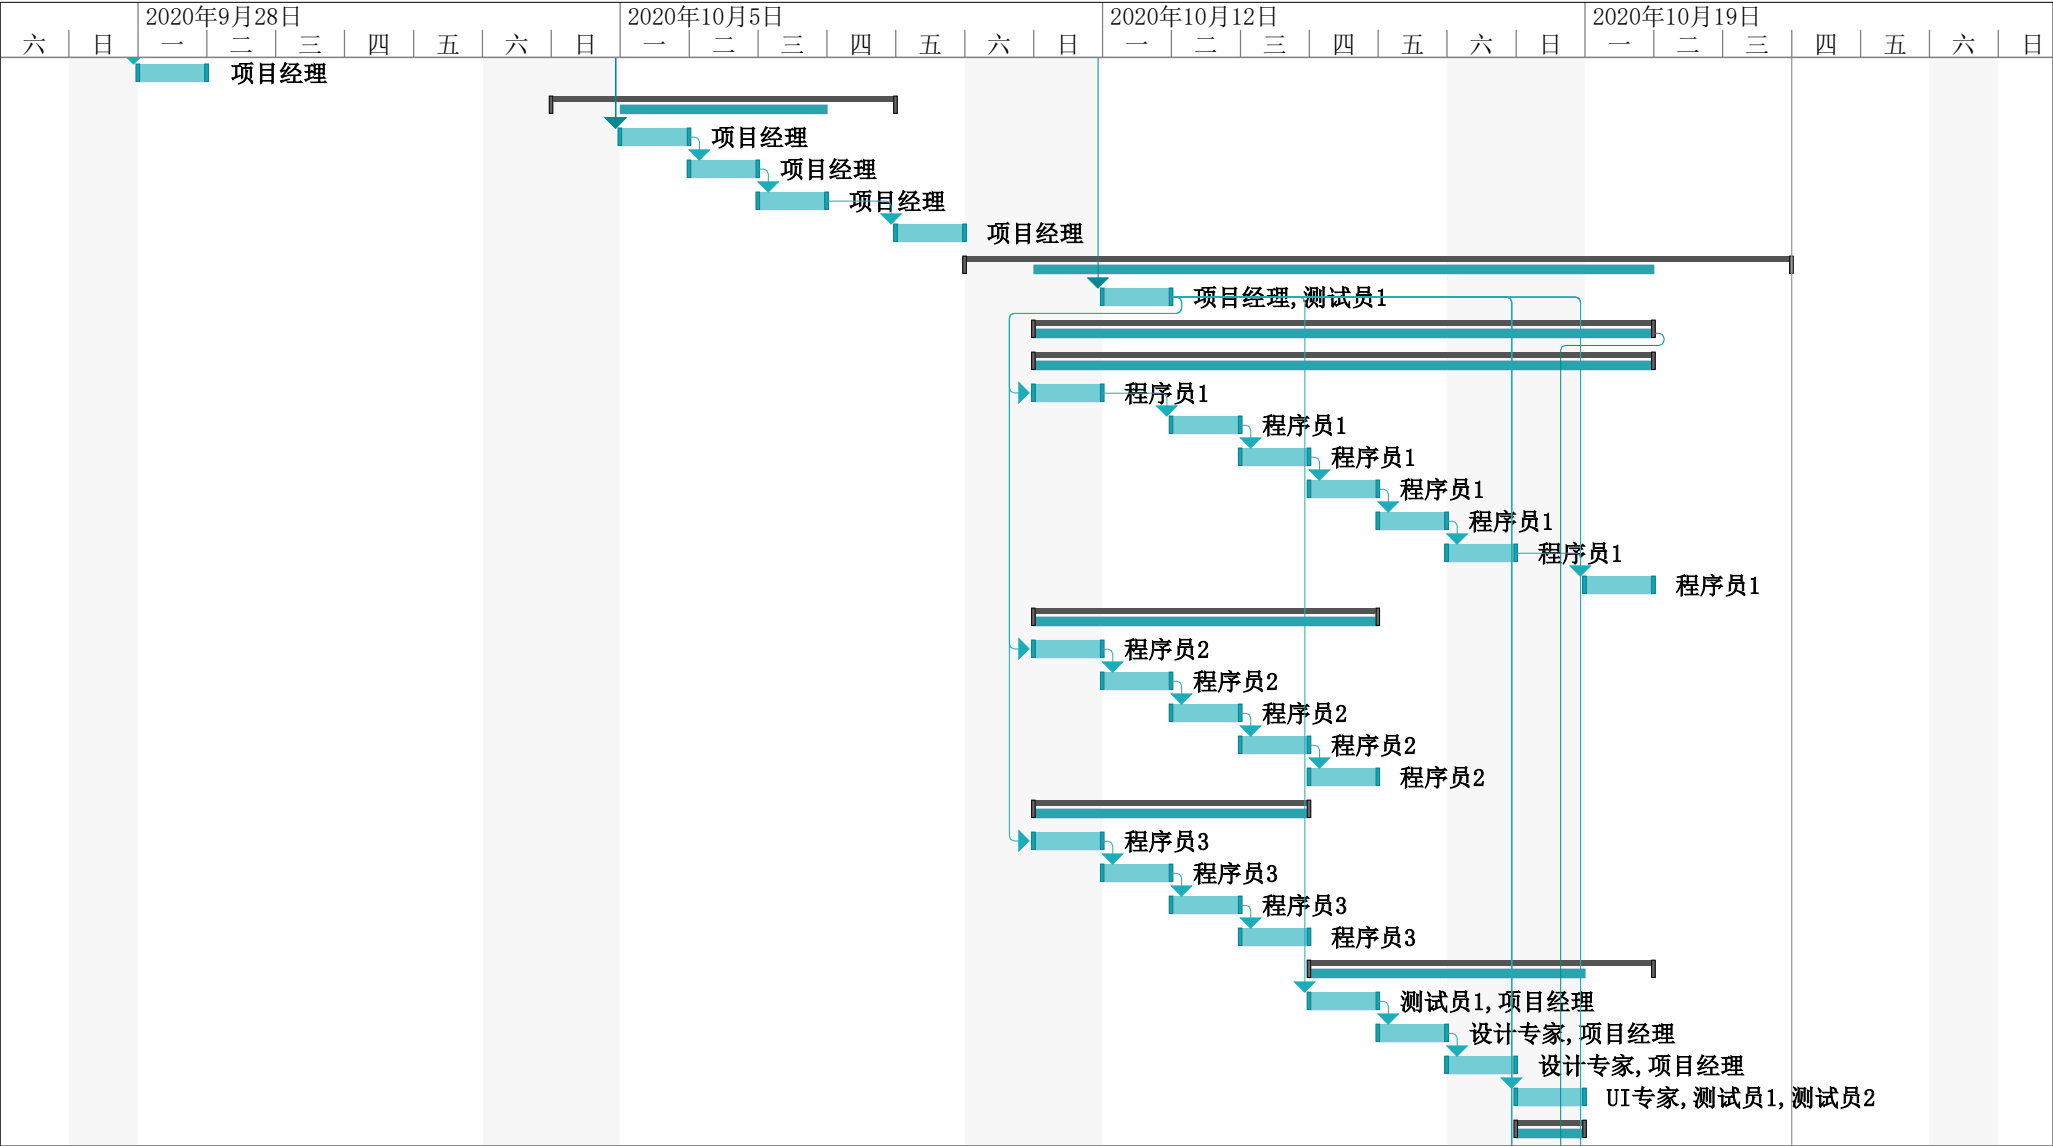 2020年9月28日 2020年10月5日 2020年10月12日 2020年10月19日
六 日 一 二 三 四 五 六 日 一 二 三 四 五 六 日 一 二 三 四 五 六 日 一 二 三 四 五 六 日
项目经理
项目经理
项目经理
项目经理
项目经理
项目经理,测试员1
程序员1
程序员1
程序员1
程序员1
程序员1
程序员1
程序员1
程序员2
程序员2
程序员2
程序员2
程序员2
程序员3
程序员3
程序员3
程序员3
测试员1,项目经理
设计专家,项目经理
设计专家,项目经理
UI专家,测试员1,测试员2